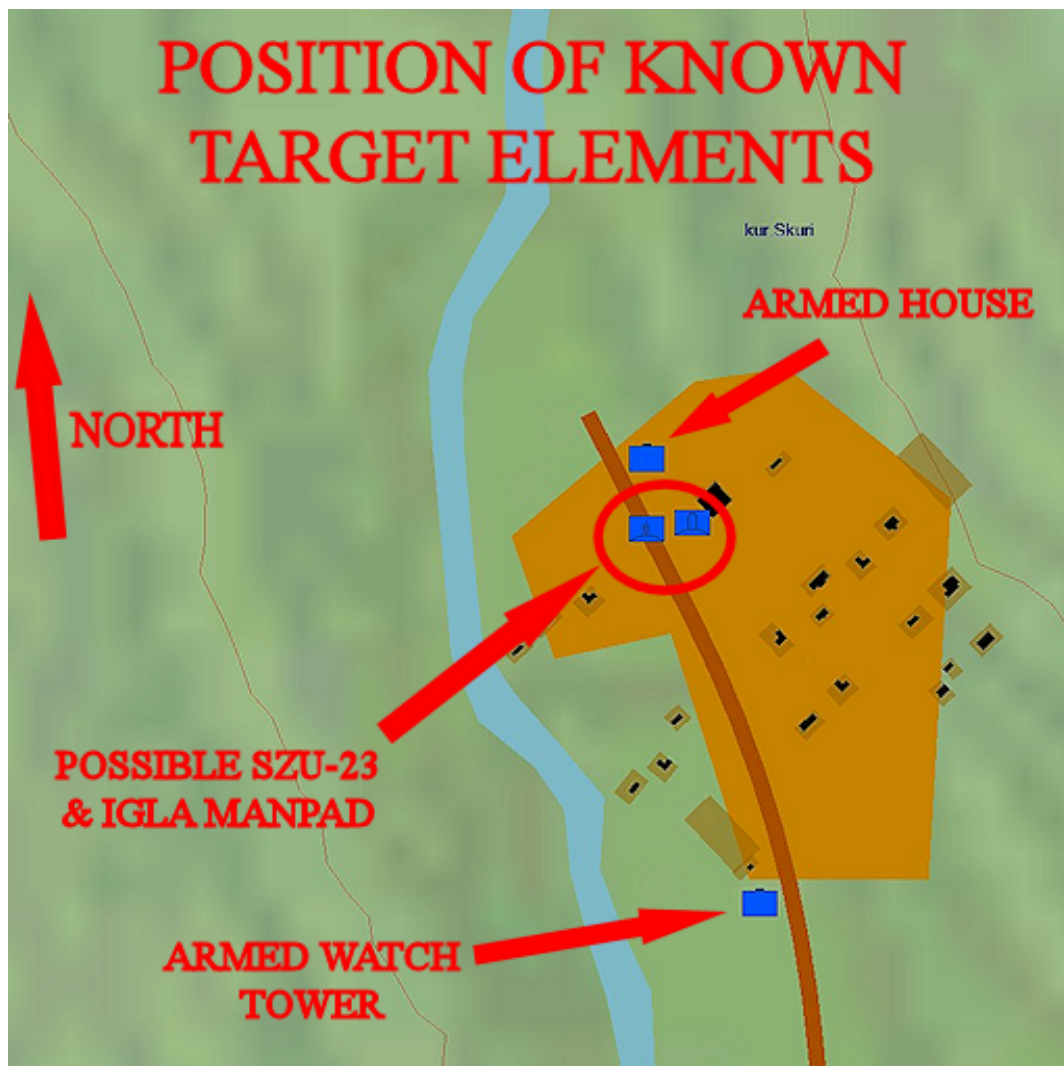 POSITION OF KNOWN
TARGET ELEMENTS
kur.Skuri
ARMED HOUSE
NORTH
POSSIBLE SZU-23
& IGLA MANPAD
ARMED WATCH
TOWER